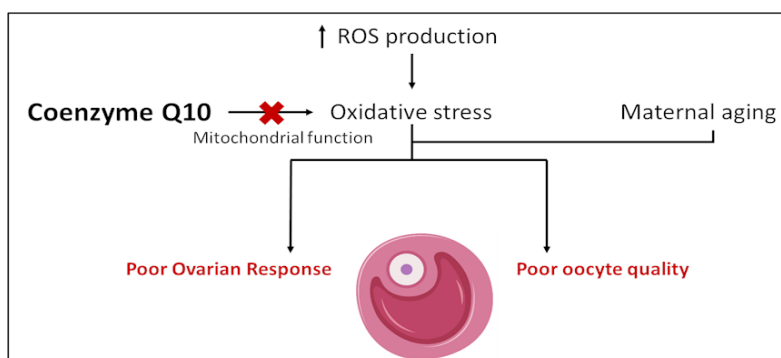 ↑ ROS production
Coenzyme Q10
Oxidative stress
Maternal aging
Mitochondrial function
Poor Ovarian Response
Poor oocyte quality